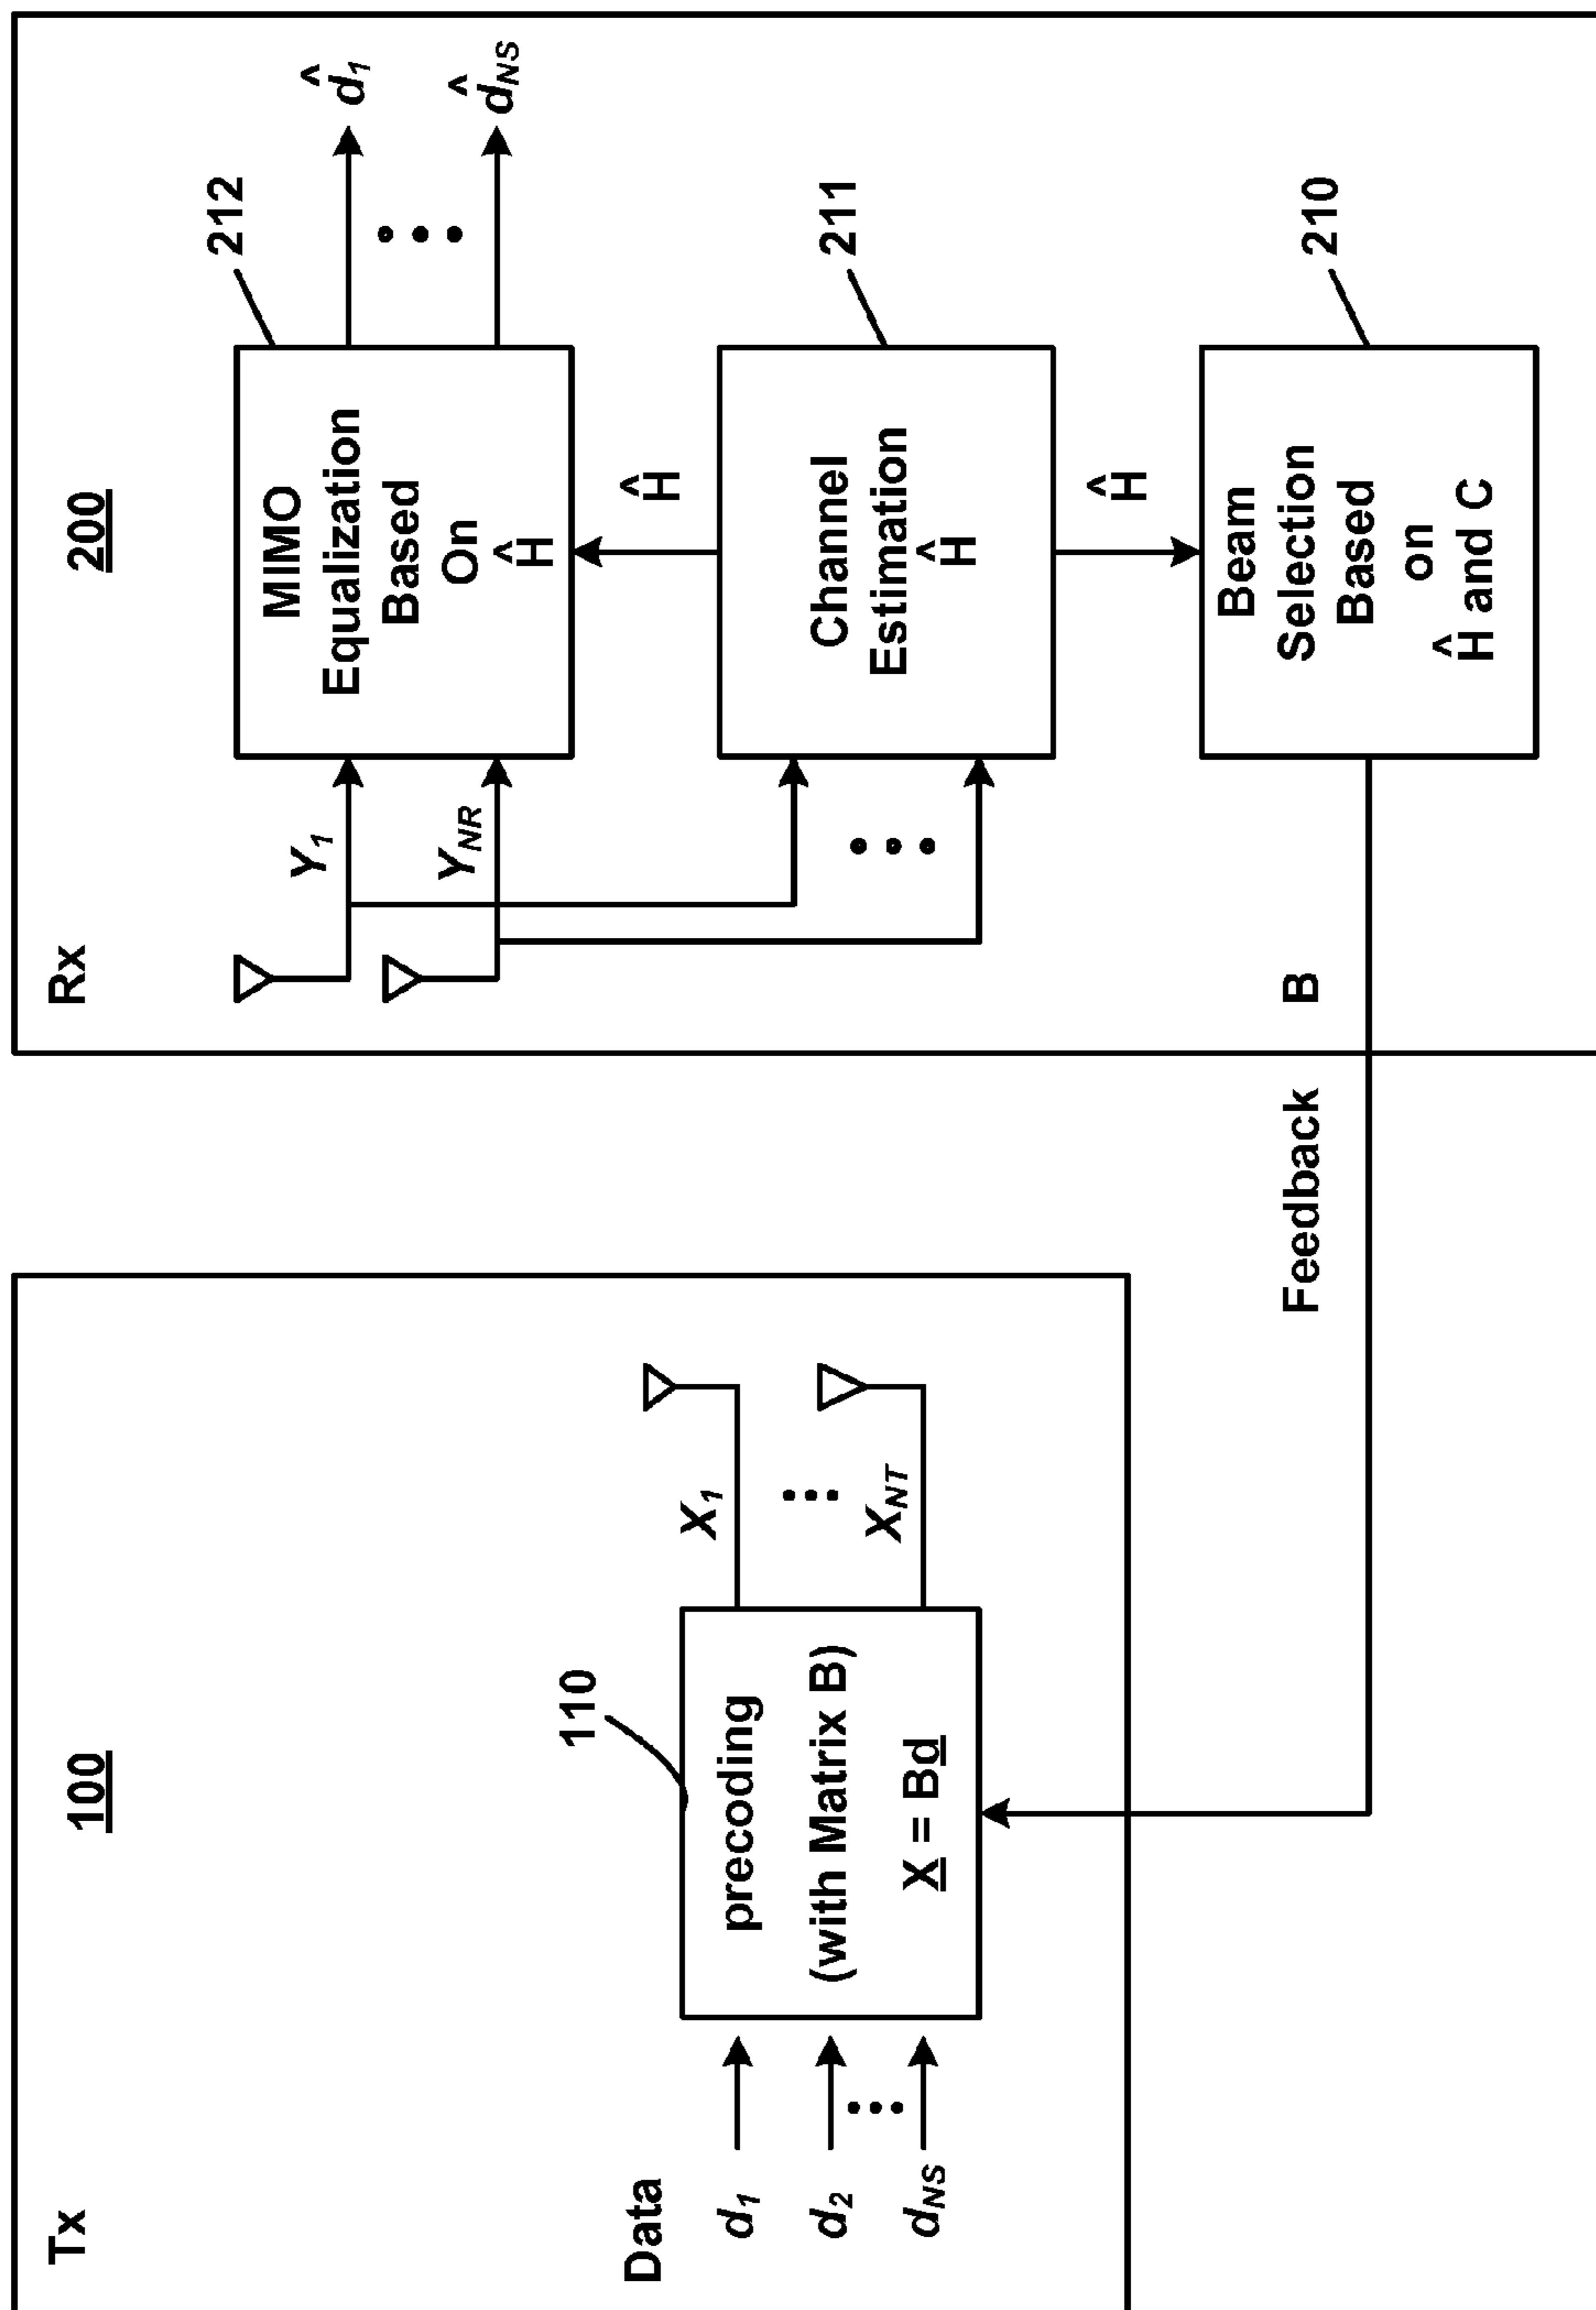 Tx
100
Data
d1
d2
dNS
110
precoding
(with Matrix B)
X = Bd
X1
XNT
Feedback
Rx
200
Y1
YNR
MIMO
Equalization
Based
On
Ĥ
212
d̂1
d̂NS
Ĥ
Channel
Estimation
Ĥ
211
Ĥ
Beam
Selection
Based
on
Ĥ and C
210
B